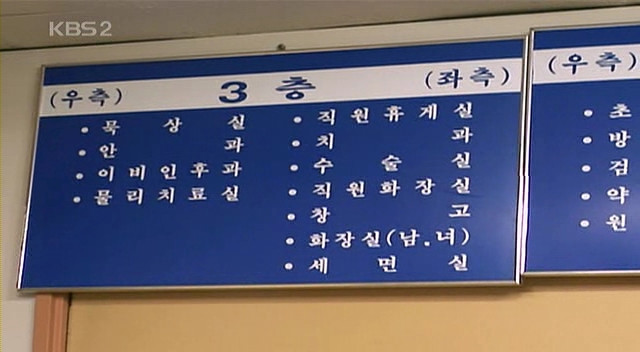 KBS2
(우측) 3 층 (좌측)
• 묵 상 실
• 안 과
• 이비인후과
• 물리치료실
• 직원휴게실
• 치 과
• 수 술 실
• 직원화장실
• 창 고
• 화장실(남.녀)
• 세 면 실
(우측)
• 초
• 방
• 검
• 약
• 원